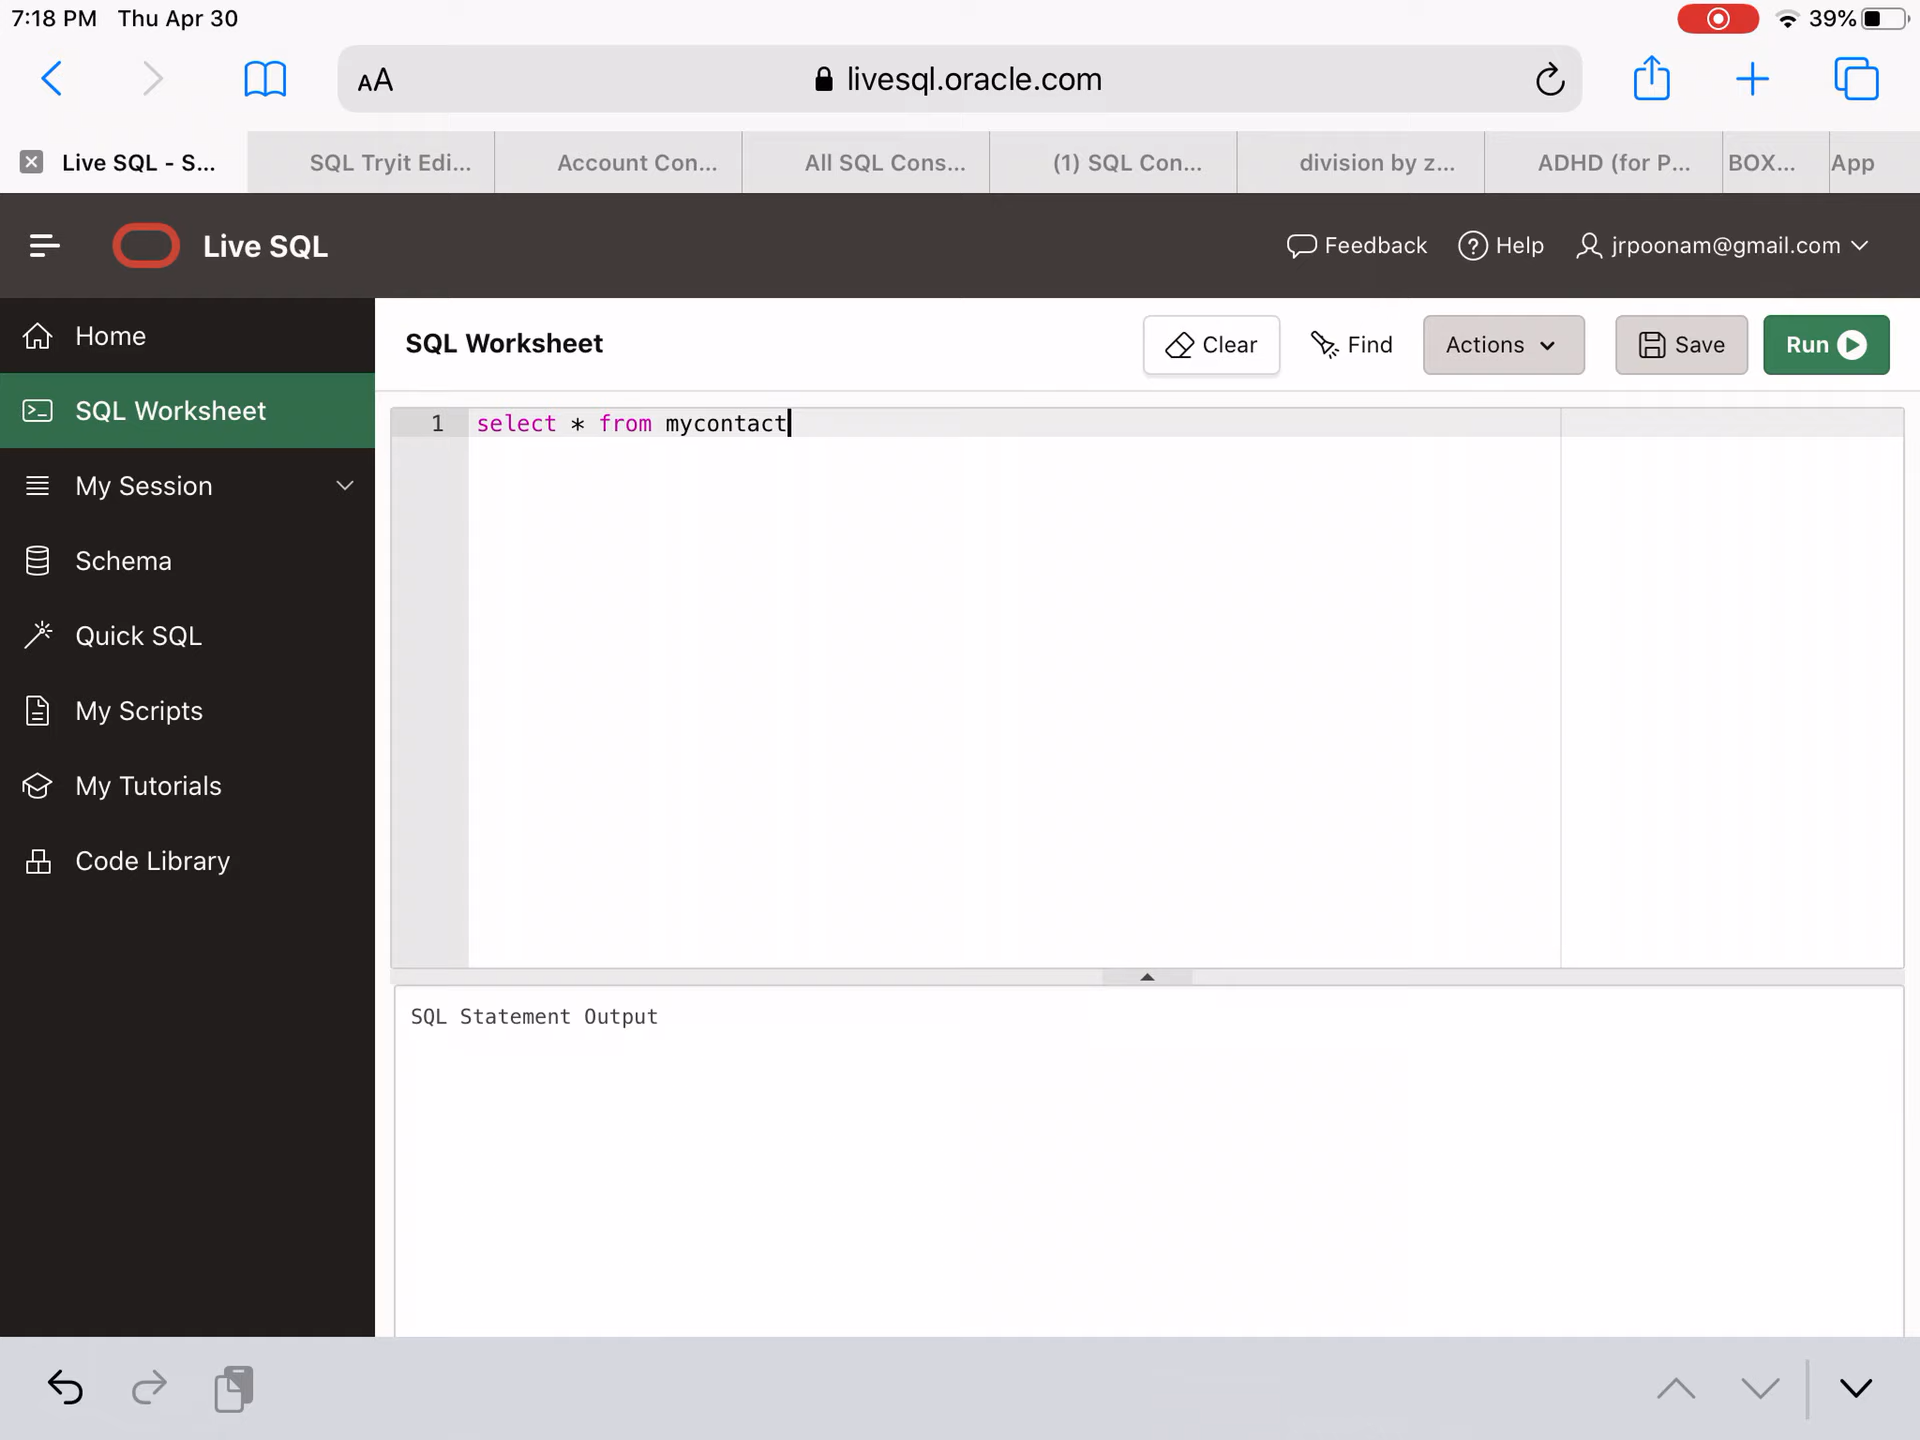 7:18 PM Thu Apr 30 39%
AA livesql.oracle.com
Live SQL - S... SQL Tryit Edi... Account Con... All SQL Cons... (1) SQL Con... division by z... ADHD (for P... BOX... App
Live SQL Feedback Help jrpoonam@gmail.com
Home
SQL Worksheet
My Session
Schema
Quick SQL
My Scripts
My Tutorials
Code Library
SQL Worksheet Clear Find Actions Save Run
1 select * from mycontact
SQL Statement Output